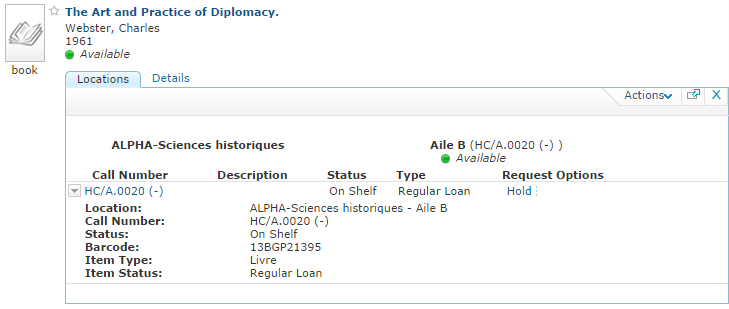 The Art and Practice of Diplomacy.
Webster, Charles
1961
Available
book
Locations Details
Actions X
ALPHA-Sciences historiques Aile B (HC/A.0020 (-) )
Available
Call Number Description Status Type Request Options
HC/A.0020 (-) On Shelf Regular Loan Hold
Location: ALPHA-Sciences historiques - Aile B
Call Number: HC/A.0020 (-)
Status: On Shelf
Barcode: 13BGP21395
Item Type: Livre
Item Status: Regular Loan